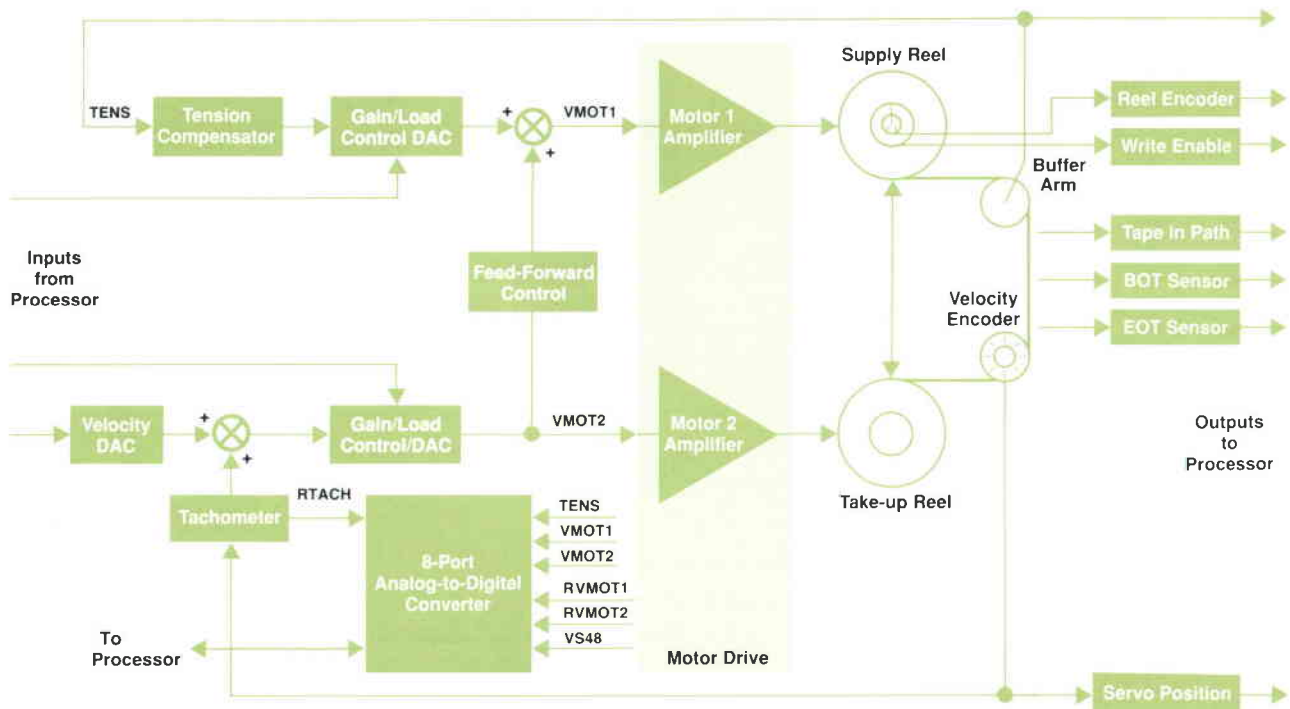 Supply Reel
TENS
Tension
Compensator
Gain/Load
Control DAC
+
+
VMOT1
Motor 1
Amplifier
Reel Encoder
Write Enable
Buffer
Arm
Inputs
from
Processor
Feed-Forward
Control
Tape In Path
BOT Sensor
EOT Sensor
Velocity
Encoder
Velocity
DAC
+
+
Gain/Load
Control/DAC
VMOT2
Motor 2
Amplifier
Outputs
to
Processor
Take-up Reel
Tachometer
RTACH
8-Port
Analog-to-Digital
Converter
TENS
VMOT1
VMOT2
RVMOT1
RVMOT2
VS48
To
Processor
Motor Drive
Servo Position